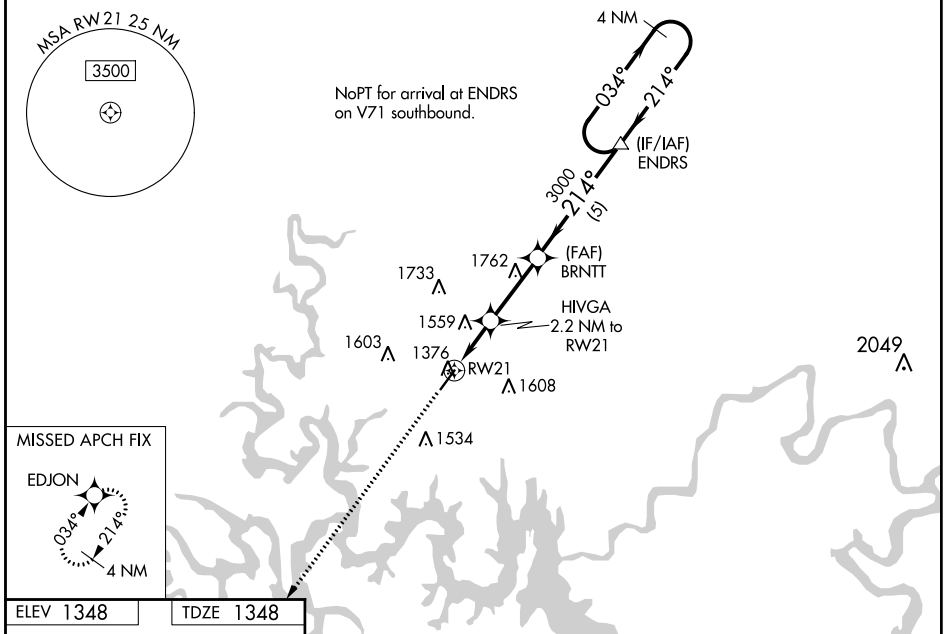 MSA RW21 25 NM
3500
NoPT for arrival at ENDRS
on V71 southbound.
4 NM
034°
214°
(IF/IAF)
ENDRS
3000
214°
(5)
(FAF)
BRNTT
1762
1733
HIVGA
2.2 NM to
RW21
1559
1603
1376
RW21
1608
2049
1534
MISSED APCH FIX
EDJON
034°
214°
4 NM
ELEV 1348
TDZE 1348